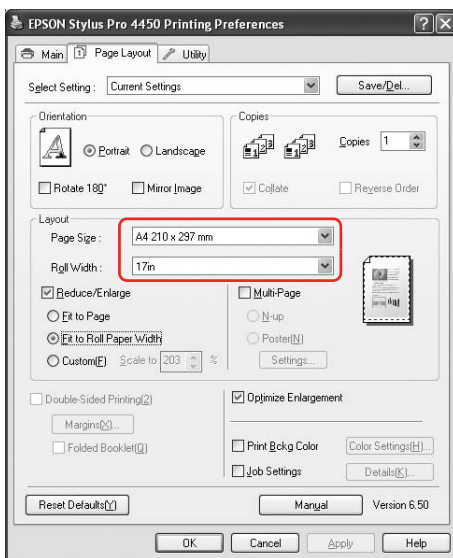 EPSON Stylus Pro 4450 Printing Preferences
Main Page Layout Utility
Select Setting : Current Settings Save/Del...
Orientation
Portrait Landscape
Rotate 180° Mirror Image
Copies
Copies 1
Collate Reverse Order
Layout
Page Size : A4 210 x 297 mm
Roll Width : 17in
Reduce/Enlarge
Fit to Page
Fit to Roll Paper Width
Custom(F) Scale to 203 %
Multi-Page
N-up
Poster(N)
Settings...
Double-Sided Printing(2)
Margins(X)...
Folded Booklet(Q)
Optimize Enlargement
Print Bckg Color Color Settings(H)...
Job Settings Details(K)...
Reset Defaults(Y) Manual Version 6.50
OK Cancel Apply Help